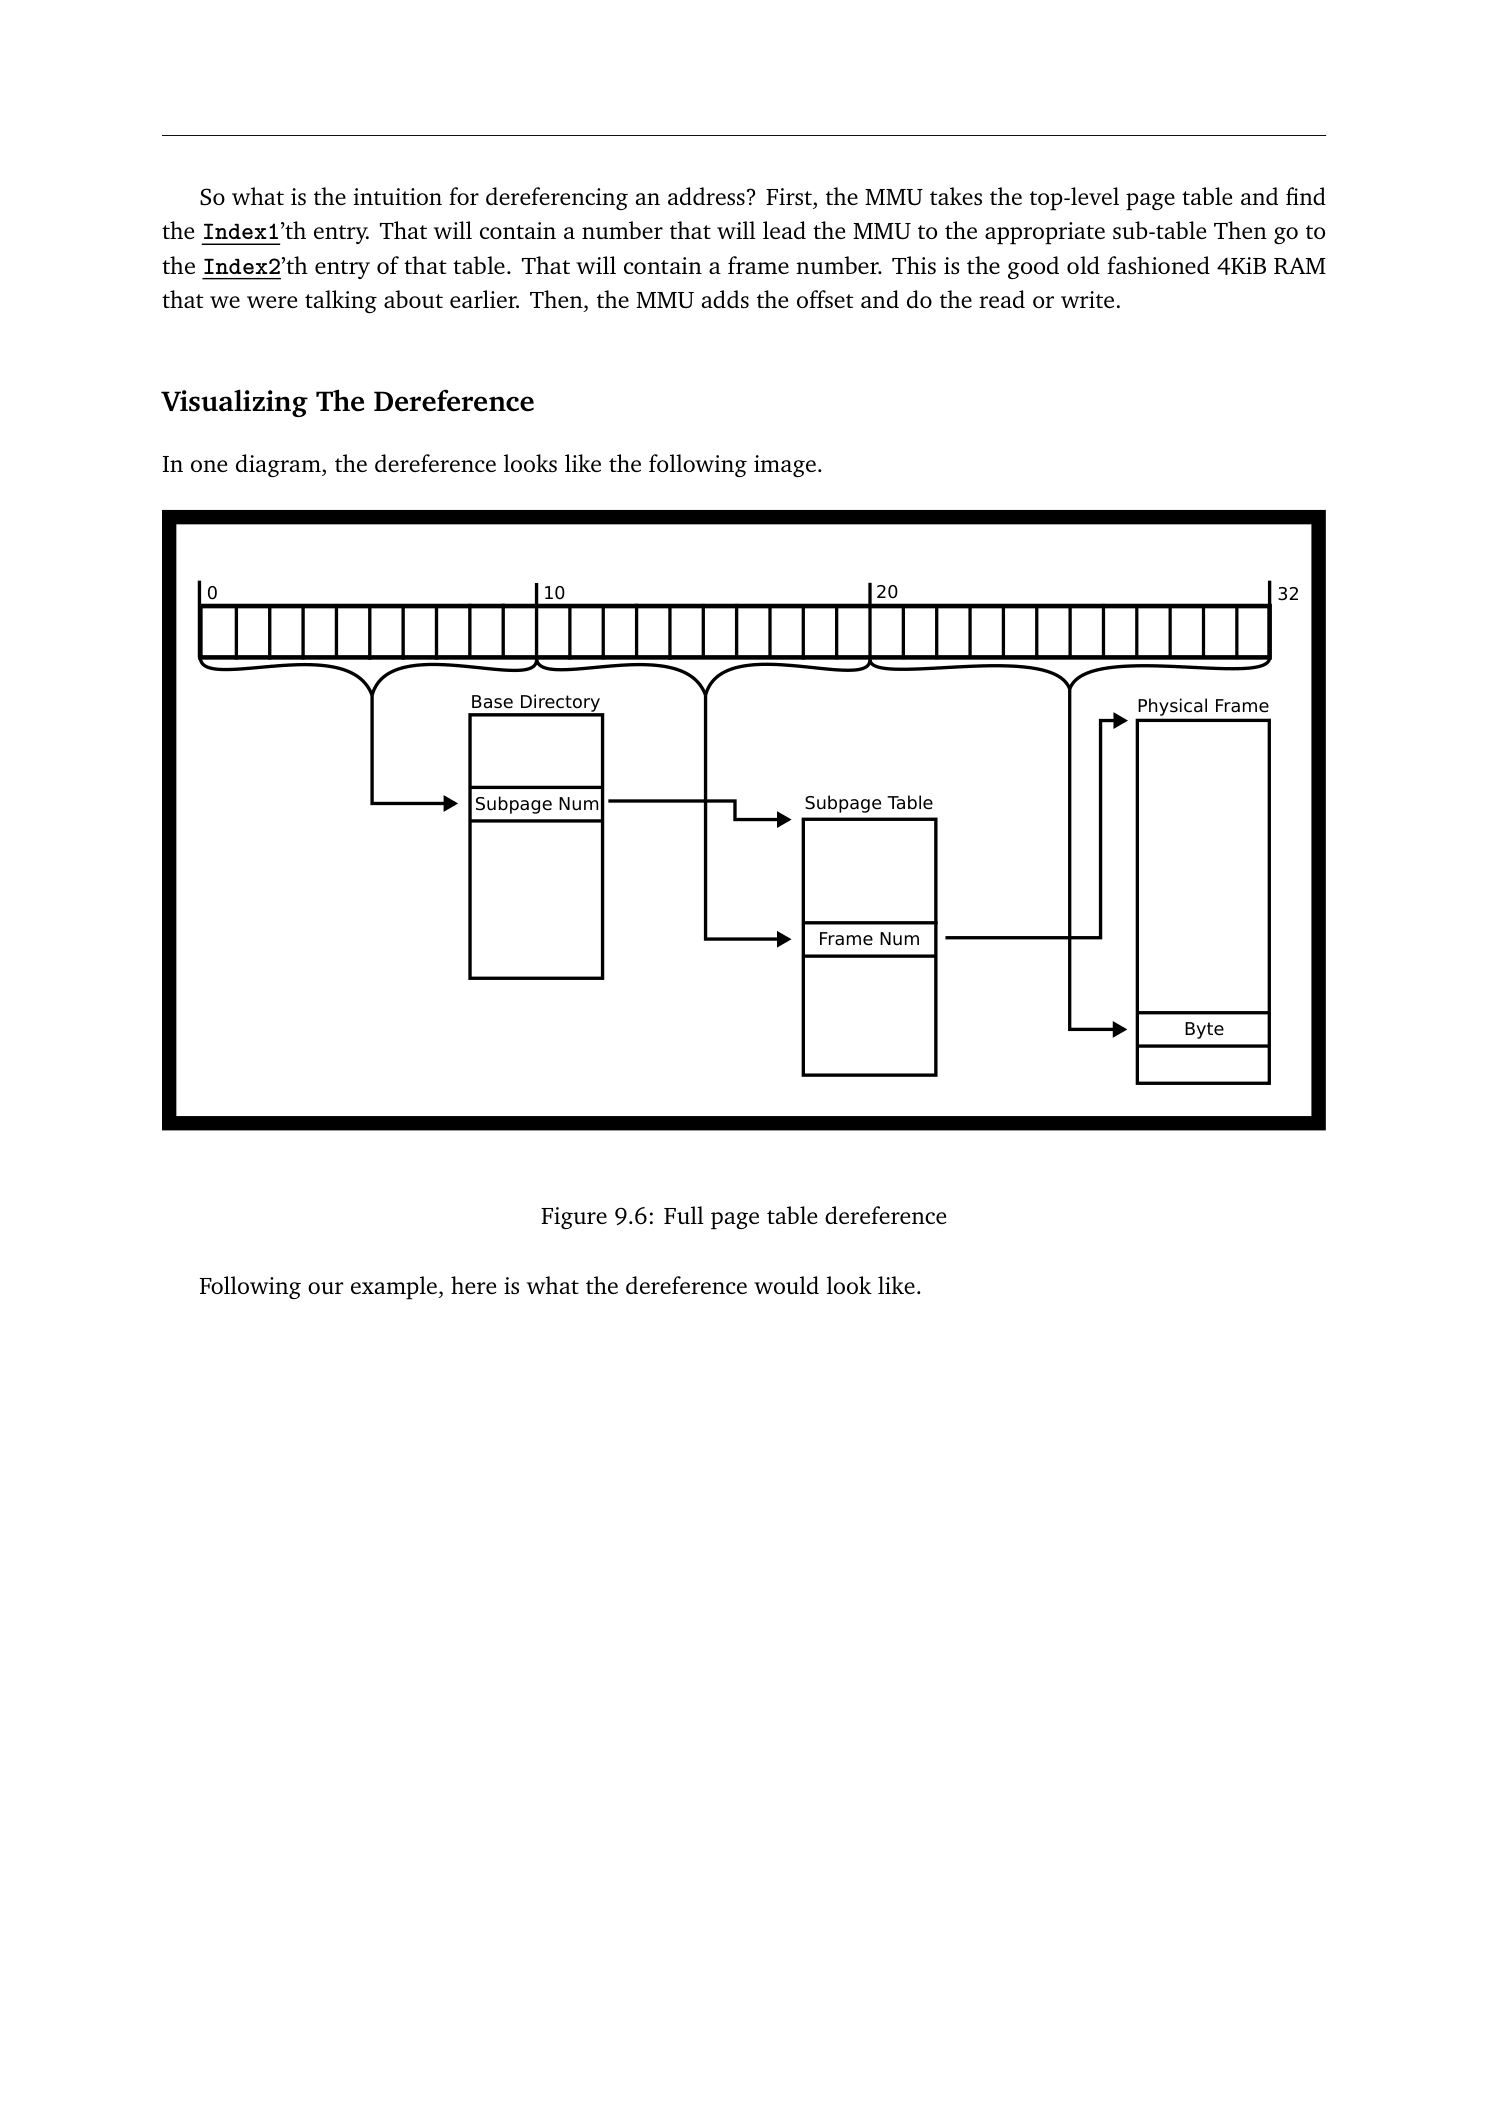 So what is the intuition for dereferencing an address? First, the MMU takes the top-level page table and find
the Index1’th entry. That will contain a number that will lead the MMU to the appropriate sub-table Then go to
the Index2’th entry of that table. That will contain a frame number. This is the good old fashioned 4KiB RAM
that we were talking about earlier. Then, the MMU adds the offset and do the read or write.
Visualizing The Dereference
In one diagram, the dereference looks like the following image.
0 10 20 32
Base Directory
Physical Frame
Subpage Num
Subpage Table
Frame Num
Byte
Figure 9.6: Full page table dereference
Following our example, here is what the dereference would look like.